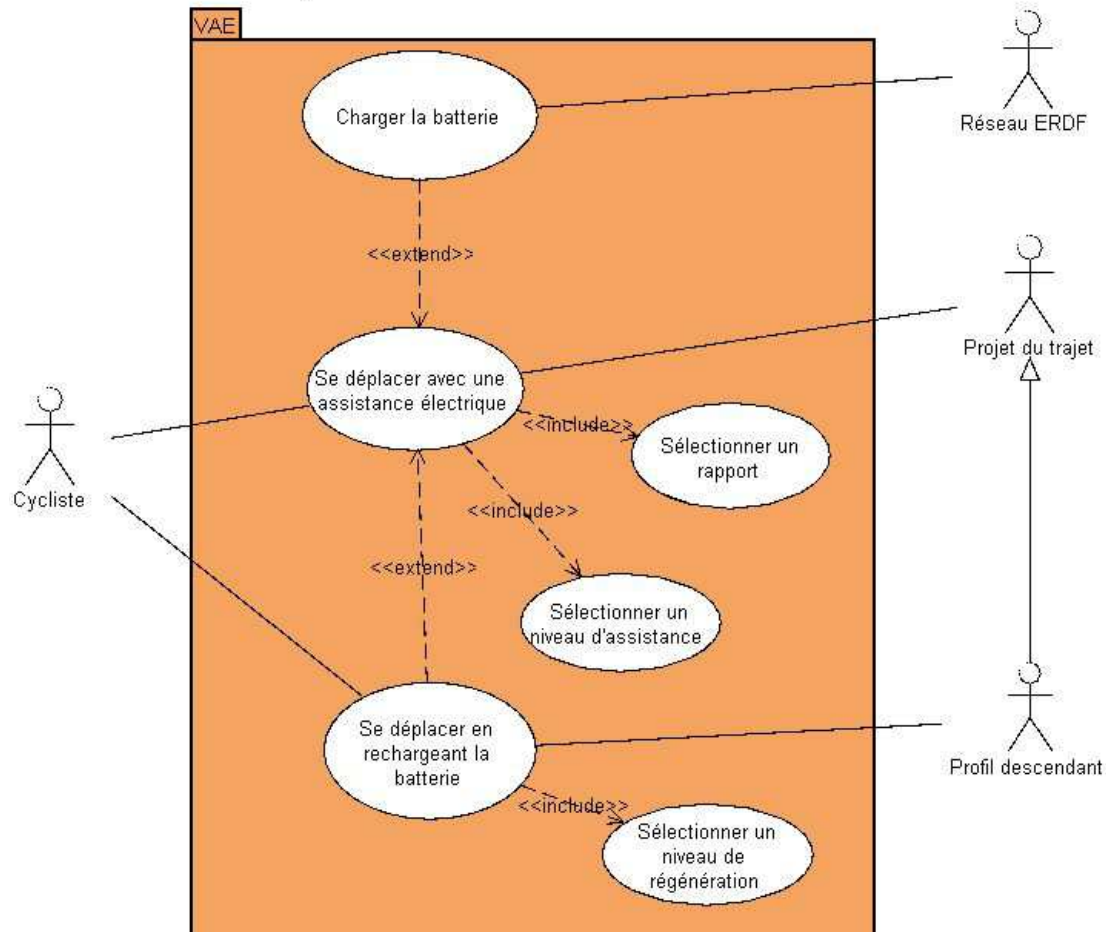 VAE
Charger la batterie
Réseau ERDF
<<extend>>
Projet du trajet
Se déplacer avec une
assistance électrique
<<include>>
Sélectionner un
rapport
Cycliste
<<include>>
<<extend>>
Sélectionner un
niveau d'assistance
Se déplacer en
rechargeant la
batterie
Profil descendant
<<include>>
Sélectionner un
niveau de
régénération